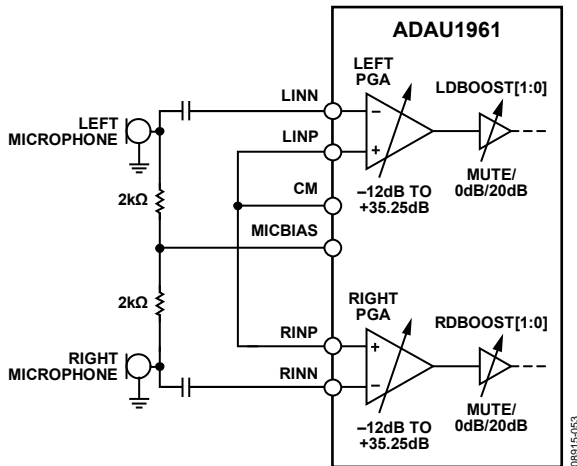 ADAU1961
LEFT
PGA
LDBOOST[1:0]
LINN
LEFT
MICROPHONE
LINP
MUTE/
0dB/20dB
CM
–12dB TO
+35.25dB
2kΩ
MICBIAS
2kΩ
RIGHT
PGA
RDBOOST[1:0]
RINP
RIGHT
MICROPHONE
RINN
MUTE/
0dB/20dB
–12dB TO
+35.25dB
08915-053